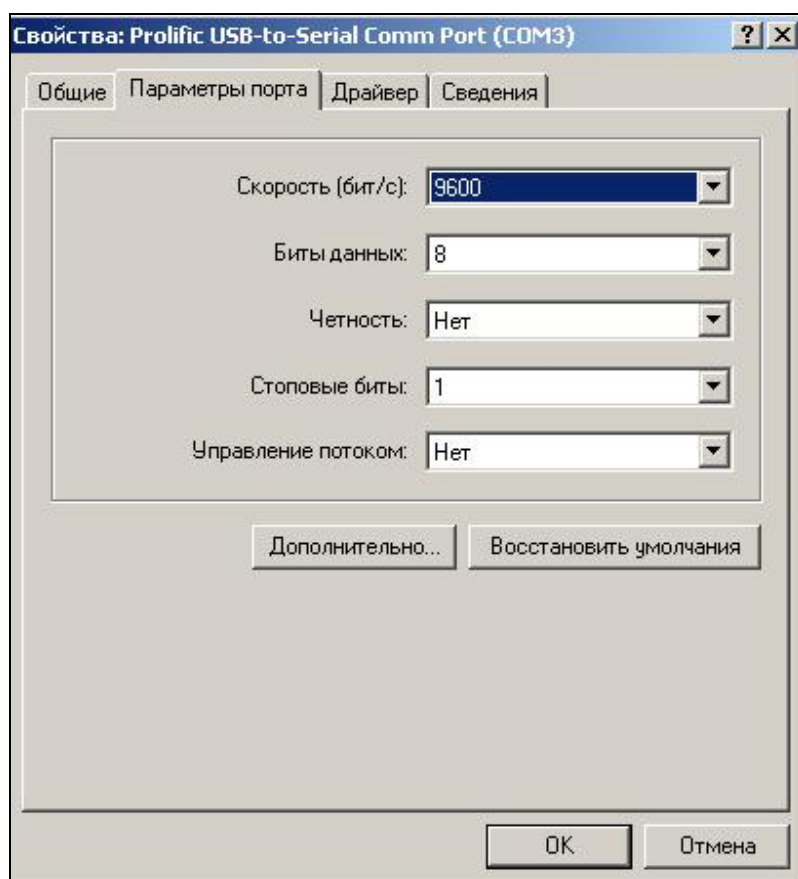 Свойства: Prolific USB-to-Serial Comm Port (COM3)
Общие Параметры порта Драйвер Сведения
Скорость (бит/с): 9600
Биты данных: 8
Четность: Нет
Стоповые биты: 1
Управление потоком: Нет
Дополнительно... Восстановить умолчания
OK Отмена